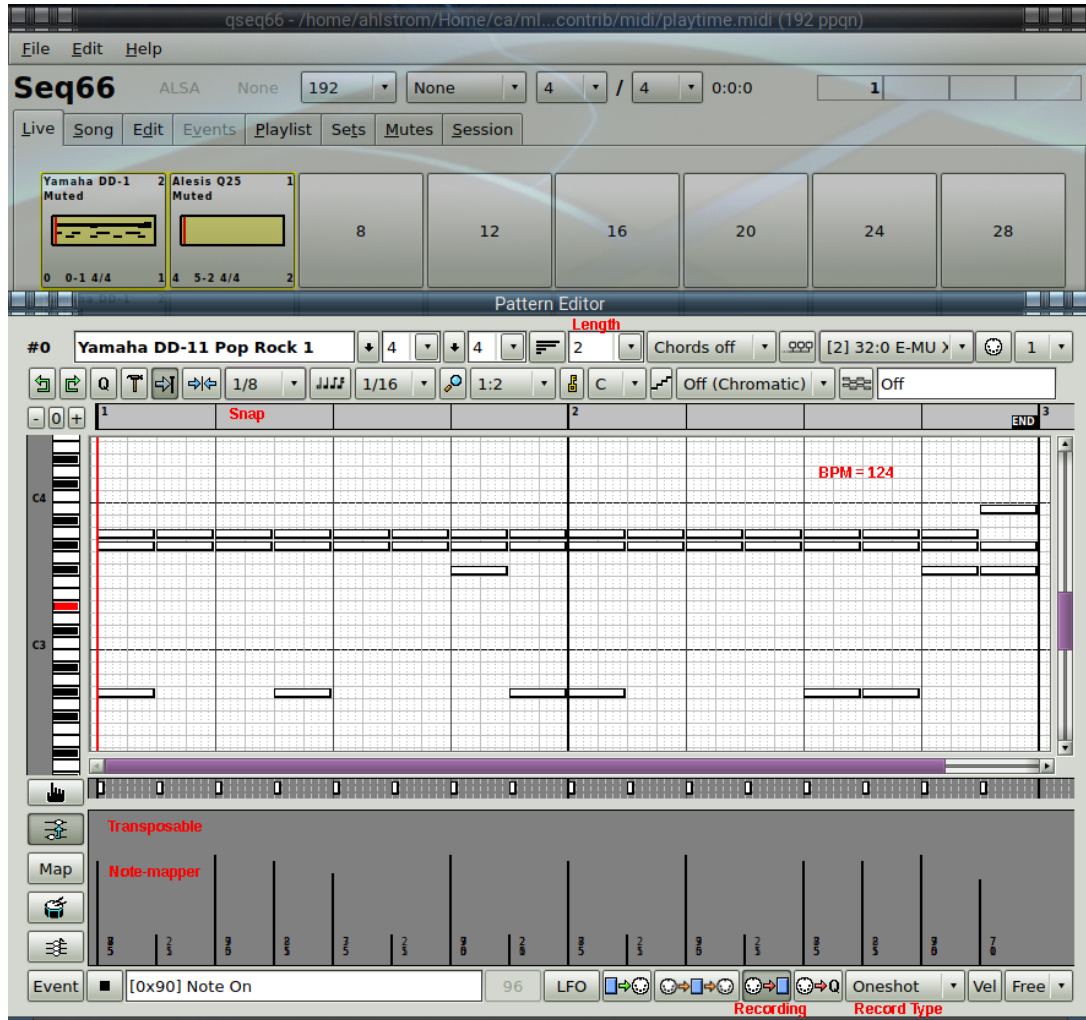 qseq66 - /home/ahlstrom/Home/ca/ml...contrib/midi/playtime.midi (192 ppqn)
File Edit Help
Seq66 ALSA None 192 None 4 / 4 0:0:0 1
Live Song Edit Events Playlist Sets Mutes Session
Yamaha DD-1 2 Alesis Q25 1
Muted Muted
8 12 16 20 24 28
0 0-1 4/4 1 4 5-2 4/4 2
Pattern Editor
Length
#0 Yamaha DD-11 Pop Rock 1 4 4 2 Chords off [2] 32:0 E-MU X 1
Q 1/8 1/16 1:2 C Off (Chromatic) Off
- 0 + 1 Snap 2 END 3
BPM = 124
C4
C3
Transposable
Map Note-mapper
Event [0x90] Note On 96 LFO Q Oneshot Vel Free
Recording Record Type